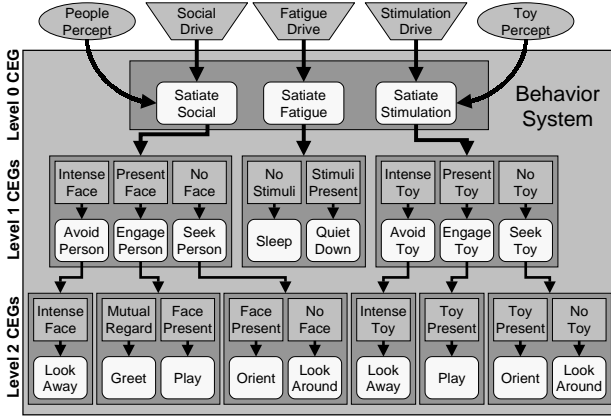 People
Percept
Social
Drive
Fatigue
Drive
Stimulation
Drive
Toy
Percept
Level 0 CEG
Satiate
Social
Satiate
Fatigue
Satiate
Stimulation
Behavior
System
Level 1 CEGs
Intense
Face
Present
Face
No
Face
No
Stimuli
Stimuli
Present
Intense
Toy
Present
Toy
No
Toy
Avoid
Person
Engage
Person
Seek
Person
Sleep
Quiet
Down
Avoid
Toy
Engage
Toy
Seek
Toy
Level 2 CEGs
Intense
Face
Mutual
Regard
Face
Present
Face
Present
No
Face
Intense
Toy
Toy
Present
Toy
Present
No
Toy
Look
Away
Greet
Play
Orient
Look
Around
Look
Away
Play
Orient
Look
Around